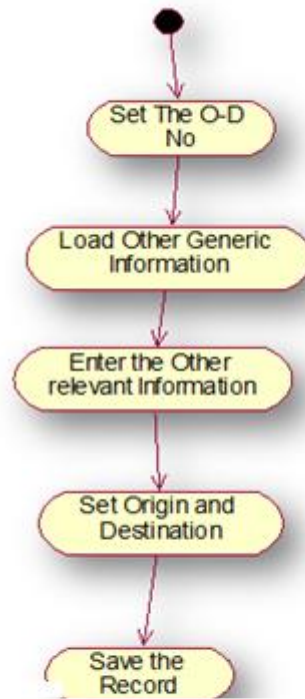 Set The O-D
No
Load Other Generic
Information
Enter the Other
relevant Information
Set Origin and
Destination
Save the
Record